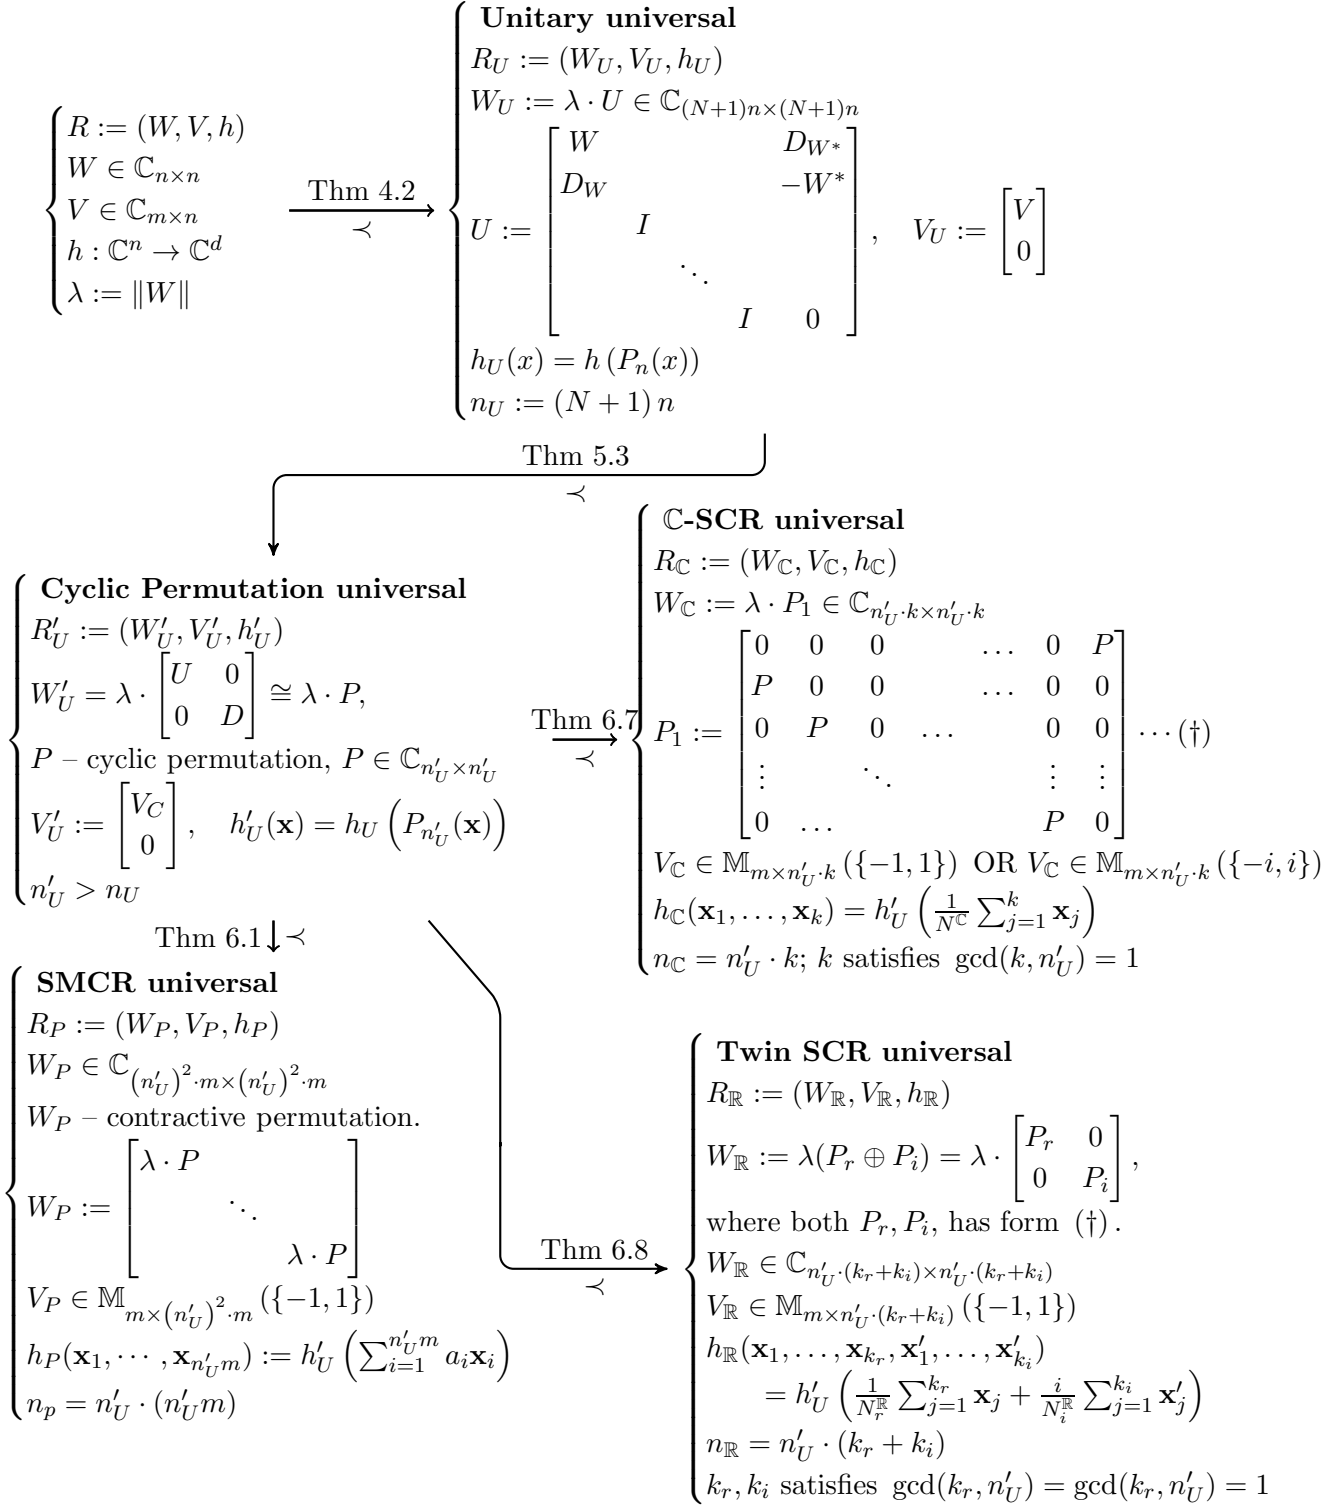 R := (W, V, h)
W ∈ ℂ_{n×n}
V ∈ ℂ_{m×n}
h : ℂ^n → ℂ^d
λ := ‖W‖
Thm 4.2
≺
Unitary universal
R_U := (W_U, V_U, h_U)
W_U := λ · U ∈ ℂ_{(N+1)n×(N+1)n}
U := [ W D_{W*} ; D_W −W* ; I ; ⋱ ; I 0 ] , V_U := [ V ; 0 ]
h_U(x) = h (P_n(x))
n_U := (N + 1) n
Thm 5.3
≺
Cyclic Permutation universal
R′_U := (W′_U, V′_U, h′_U)
W′_U = λ · [ U 0 ; 0 D ] ≅ λ · P,
P – cyclic permutation, P ∈ ℂ_{n′_U×n′_U}
V′_U := [ V_C ; 0 ] , h′_U(𝐱) = h_U (P_{n′_U}(𝐱))
n′_U > n_U
Thm 6.7
≺
ℂ-SCR universal
R_ℂ := (W_ℂ, V_ℂ, h_ℂ)
W_ℂ := λ · P_1 ∈ ℂ_{n′_U·k×n′_U·k}
P_1 := [ 0 0 0 … 0 P ; P 0 0 … 0 0 ; 0 P 0 … 0 0 ; ⋮ ⋱ ⋮ ⋮ ; 0 … P 0 ] ⋯ (†)
V_ℂ ∈ 𝕄_{m×n′_U·k} ({−1, 1}) OR V_ℂ ∈ 𝕄_{m×n′_U·k} ({−i, i})
h_ℂ(𝐱_1, …, 𝐱_k) = h′_U ( 1/N^ℂ ∑_{j=1}^{k} 𝐱_j )
n_ℂ = n′_U · k; k satisfies gcd(k, n′_U) = 1
Thm 6.1
≺
SMCR universal
R_P := (W_P, V_P, h_P)
W_P ∈ ℂ_{(n′_U)^2·m×(n′_U)^2·m}
W_P – contractive permutation.
W_P := [ λ · P ; ⋱ ; λ · P ]
V_P ∈ 𝕄_{m×(n′_U)^2·m} ({−1, 1})
h_P(𝐱_1, ⋯, 𝐱_{n′_U m}) := h′_U ( ∑_{i=1}^{n′_U m} a_i 𝐱_i )
n_p = n′_U · (n′_U m)
Thm 6.8
≺
Twin SCR universal
R_ℝ := (W_ℝ, V_ℝ, h_ℝ)
W_ℝ := λ(P_r ⊕ P_i) = λ · [ P_r 0 ; 0 P_i ] ,
where both P_r, P_i, has form (†) .
W_ℝ ∈ ℂ_{n′_U·(k_r+k_i)×n′_U·(k_r+k_i)}
V_ℝ ∈ 𝕄_{m×n′_U·(k_r+k_i)} ({−1, 1})
h_ℝ(𝐱_1, …, 𝐱_{k_r}, 𝐱′_1, …, 𝐱′_{k_i})
= h′_U ( 1/N_r^ℝ ∑_{j=1}^{k_r} 𝐱_j + i/N_i^ℝ ∑_{j=1}^{k_i} 𝐱′_j )
n_ℝ = n′_U · (k_r + k_i)
k_r, k_i satisfies gcd(k_r, n′_U) = gcd(k_r, n′_U) = 1